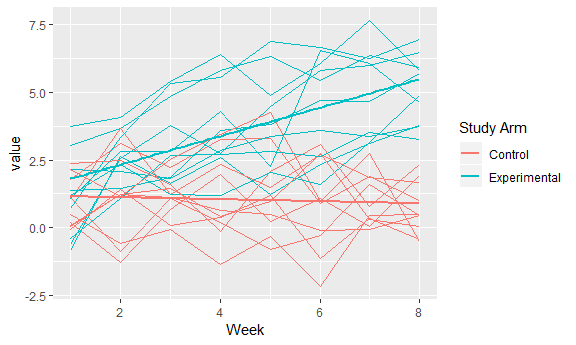 7.5
5.0
2.5
0.0
-2.5
value
2 4 6 8
Week
Study Arm
Control
Experimental